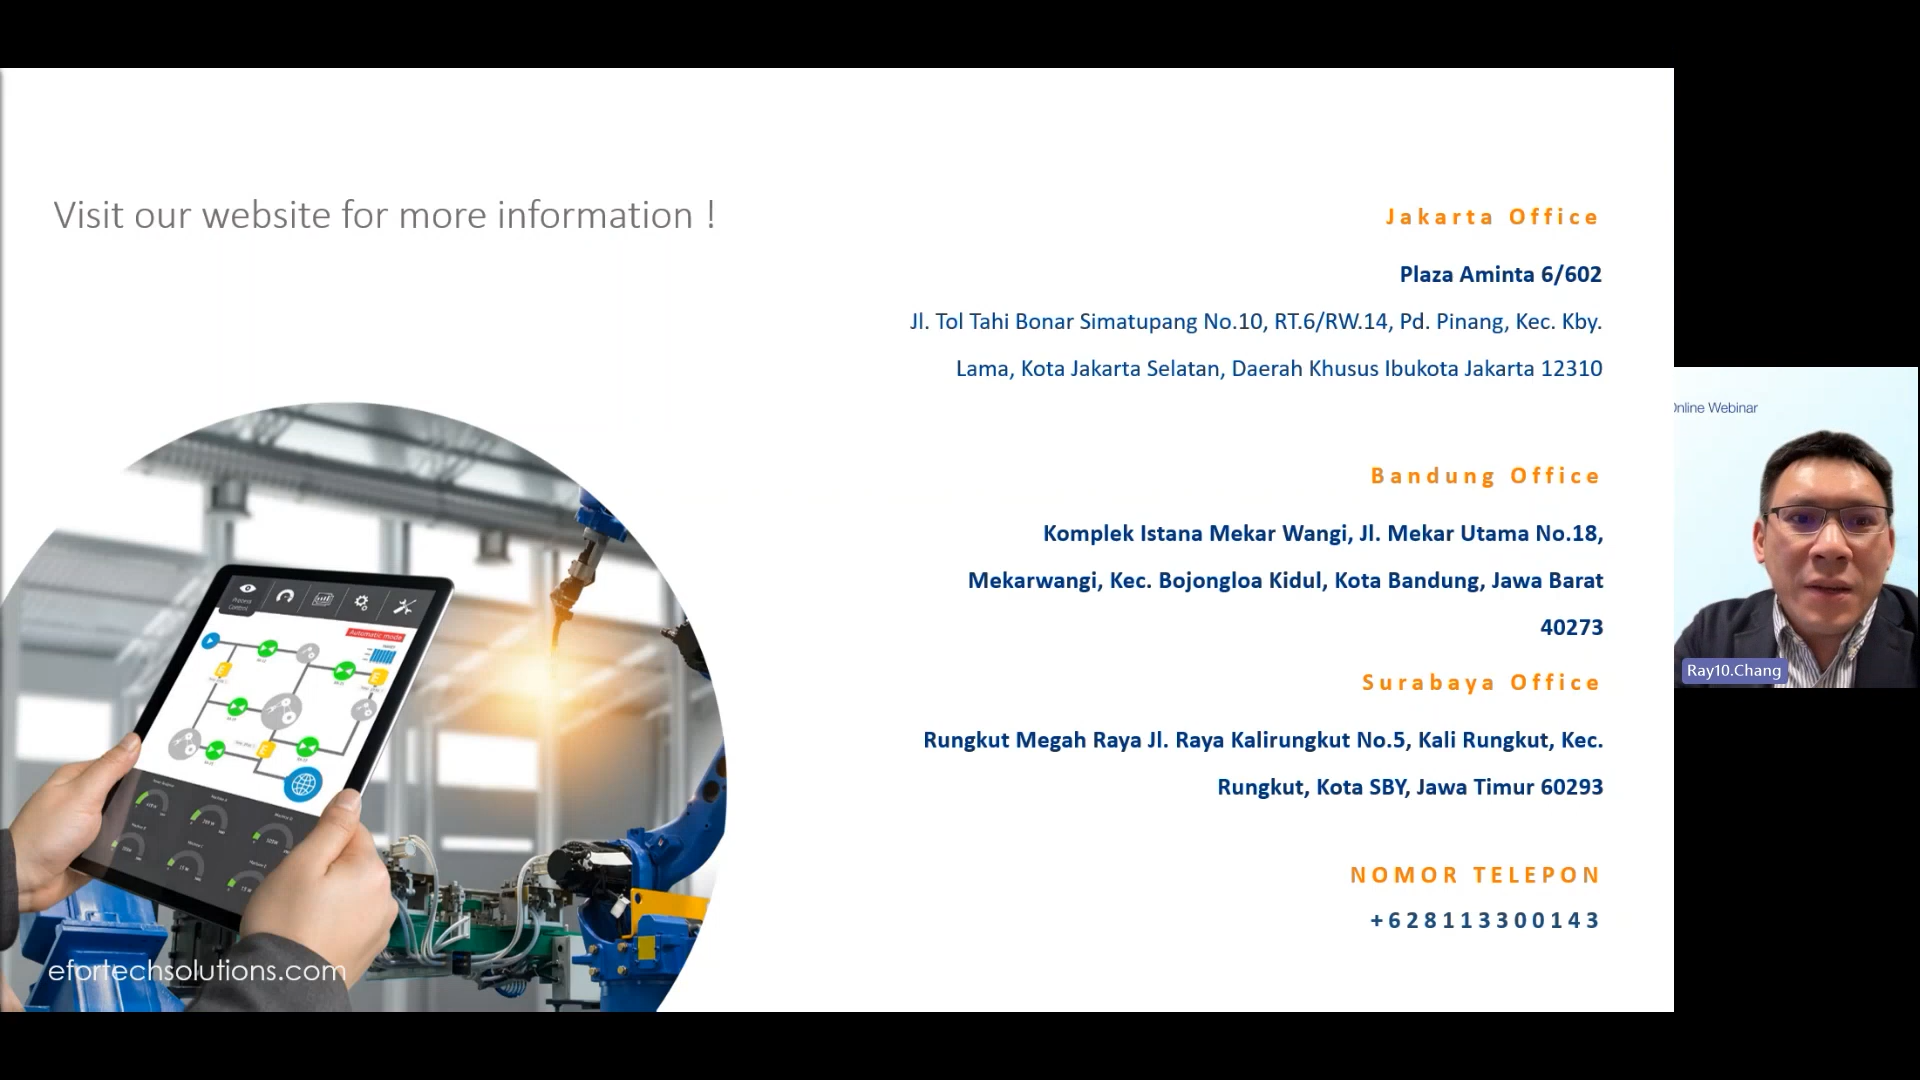 Visit our website for more information !
Jakarta Office
Plaza Aminta 6/602
Jl. Tol Tahi Bonar Simatupang No.10, RT.6/RW.14, Pd. Pinang, Kec. Kby.
Lama, Kota Jakarta Selatan, Daerah Khusus Ibukota Jakarta 12310
Bandung Office
Komplek Istana Mekar Wangi, Jl. Mekar Utama No.18,
Mekarwangi, Kec. Bojongloa Kidul, Kota Bandung, Jawa Barat
40273
Surabaya Office
Rungkut Megah Raya Jl. Raya Kalirungkut No.5, Kali Rungkut, Kec.
Rungkut, Kota SBY, Jawa Timur 60293
NOMOR TELEPON
+628113300143
Process
Control
Automatic mode
efortechsolutions.com
Online Webinar
Ray10.Chang